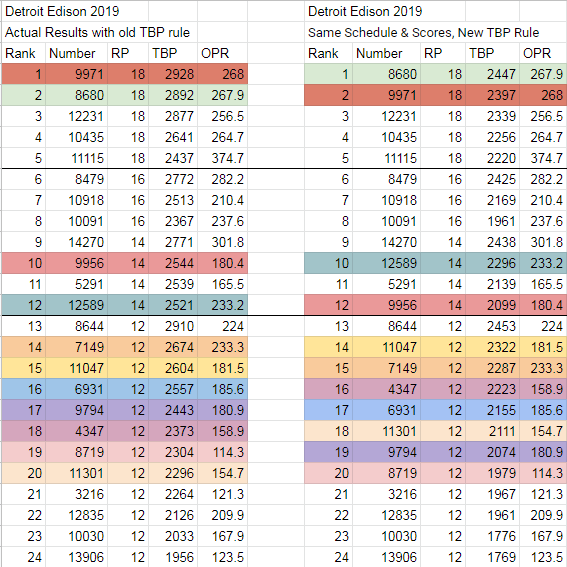 Detroit Edison 2019 Detroit Edison 2019
Actual Results with old TBP rule Same Schedule & Scores, New TBP Rule
Rank Number RP TBP OPR Rank Number RP TBP OPR
1 9971 18 2928 268 1 8680 18 2447 267.9
2 8680 18 2892 267.9 2 9971 18 2397 268
3 12231 18 2877 256.5 3 12231 18 2339 256.5
4 10435 18 2641 264.7 4 10435 18 2256 264.7
5 11115 18 2437 374.7 5 11115 18 2220 374.7
6 8479 16 2772 282.2 6 8479 16 2425 282.2
7 10918 16 2513 210.4 7 10918 16 2169 210.4
8 10091 16 2367 237.6 8 10091 16 1961 237.6
9 14270 14 2771 301.8 9 14270 14 2438 301.8
10 9956 14 2544 180.4 10 12589 14 2296 233.2
11 5291 14 2539 165.5 11 5291 14 2139 165.5
12 12589 14 2521 233.2 12 9956 14 2099 180.4
13 8644 12 2910 224 13 8644 12 2453 224
14 7149 12 2674 233.3 14 11047 12 2322 181.5
15 11047 12 2604 181.5 15 7149 12 2287 233.3
16 6931 12 2557 185.6 16 4347 12 2223 158.9
17 9794 12 2443 180.9 17 6931 12 2155 185.6
18 4347 12 2373 158.9 18 11301 12 2111 154.7
19 8719 12 2304 114.3 19 9794 12 2074 180.9
20 11301 12 2296 154.7 20 8719 12 1979 114.3
21 3216 12 2264 121.3 21 3216 12 1967 121.3
22 12835 12 2126 209.9 22 12835 12 1961 209.9
23 10030 12 2033 167.9 23 10030 12 1776 167.9
24 13906 12 1956 123.5 24 13906 12 1769 123.5